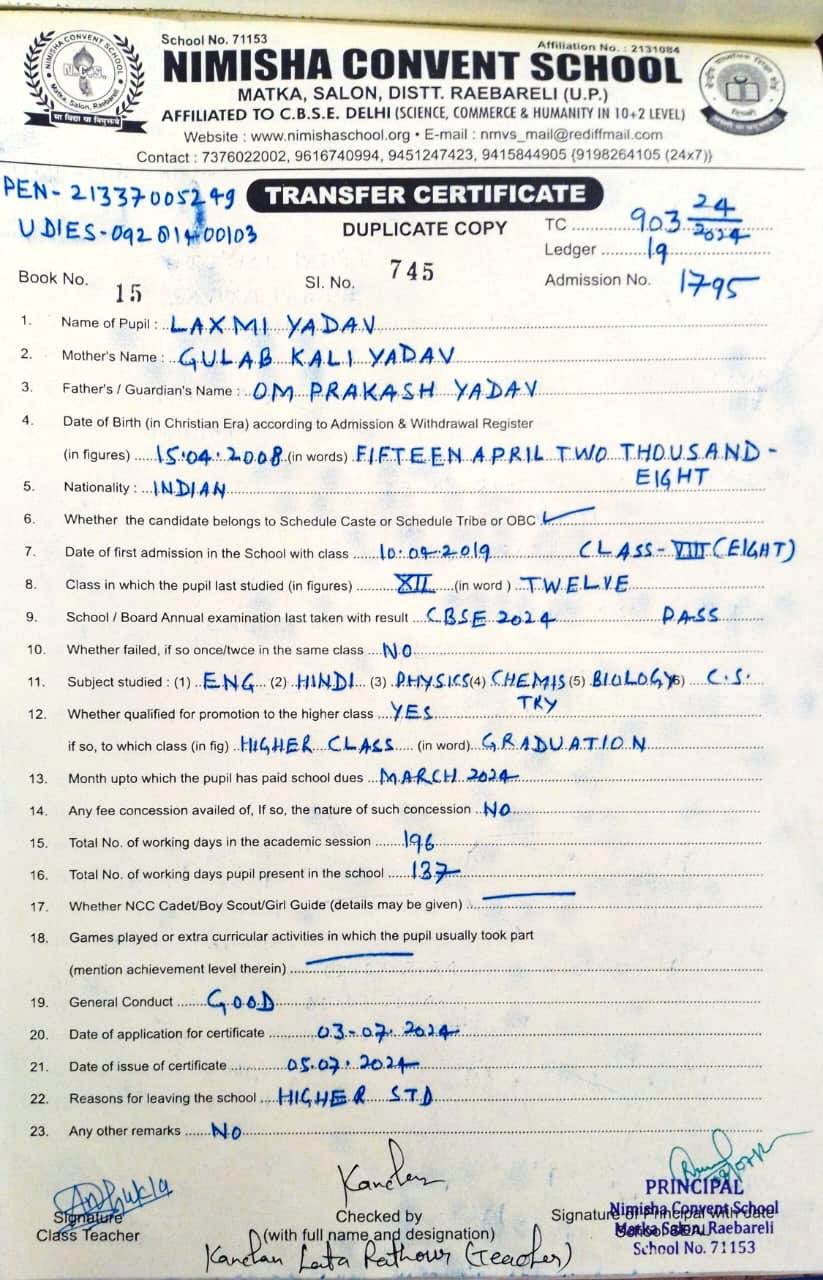 School No. 71153
Affiliation No. : 2131084
NIMISHA CONVENT SCHOOL
NIMISHA CONVENT SCHOOL
N.C.S.
Matka, Salon, Raebareli
सा विद्या या विमुक्तये
MATKA, SALON, DISTT. RAEBARELI (U.P.)
AFFILIATED TO C.B.S.E. DELHI (SCIENCE, COMMERCE & HUMANITY IN 10+2 LEVEL)
Website : www.nimishaschool.org • E-mail : nmvs_mail@rediffmail.com
Contact : 7376022002, 9616740994, 9451247423, 9415844905 (9198264105 (24x7)}
PEN- 21337005249
TRANSFER CERTIFICATE
UDIES-09281400103
DUPLICATE COPY
TC 903 24/2024
Ledger 19
Book No. 15
Sl. No. 745
Admission No. 1795
1. Name of Pupil : LAXMI YADAV
2. Mother's Name : GULAB KALI YADAV
3. Father's / Guardian's Name : OM PRAKASH YADAV
4. Date of Birth (in Christian Era) according to Admission & Withdrawal Register
(in figures) 15.04.2008 (in words) FIFTEEN APRIL TWO THOUSAND-
EIGHT
5. Nationality : INDIAN
6. Whether the candidate belongs to Schedule Caste or Schedule Tribe or OBC ✓
7. Date of first admission in the School with class 10.04.2019 CLASS-VIII (EIGHT)
8. Class in which the pupil last studied (in figures) XII (in word ) TWELVE
9. School / Board Annual examination last taken with result CBSE 2024 PASS
10. Whether failed, if so once/twce in the same class NO
11. Subject studied : (1) ENG (2) HINDI (3) PHYSICS (4) CHEMIS (5) BIOLOGY (6) C.S.
TRY
12. Whether qualified for promotion to the higher class YES
if so, to which class (in fig) HIGHER CLASS (in word) GRADUATION
13. Month upto which the pupil has paid school dues MARCH 2024
14. Any fee concession availed of, If so, the nature of such concession NO
15. Total No. of working days in the academic session 196
16. Total No. of working days pupil present in the school 137
17. Whether NCC Cadet/Boy Scout/Girl Guide (details may be given)
18. Games played or extra curricular activities in which the pupil usually took part
(mention achievement level therein)
19. General Conduct GOOD
20. Date of application for certificate 03-07.2024
21. Date of issue of certificate 05.07.2024
22. Reasons for leaving the school HIGHER STD
23. Any other remarks NO
Kanchan
PRINCIPAL
Signature
Class Teacher
Checked by
(with full name and designation)
Kanchan Lata Rathour (Teacher)
Signature of Principal with date
School SEAL
Nimisha Convent School
Matka Salon, Raebareli
School No. 71153